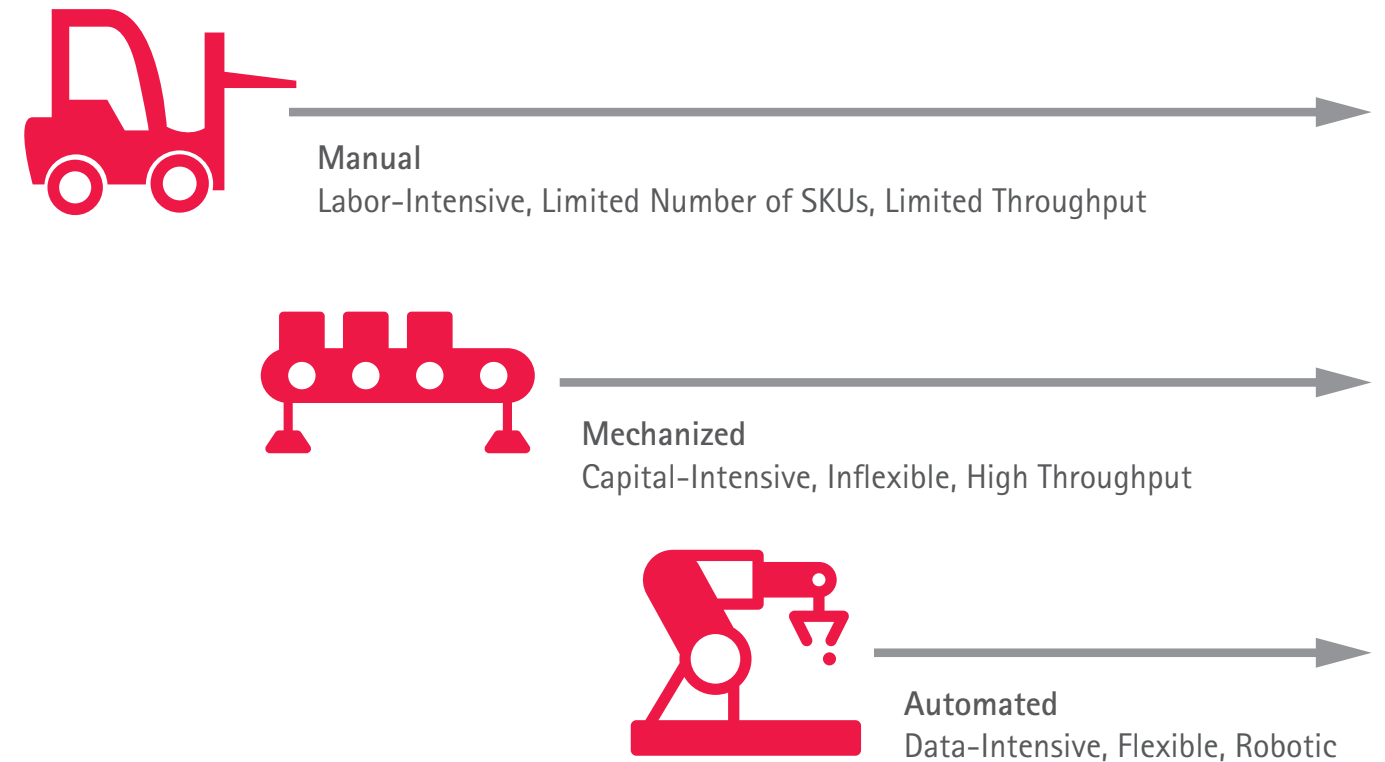 Manual
Labor-Intensive, Limited Number of SKUs, Limited Throughput
Mechanized
Capital-Intensive, Inflexible, High Throughput
Automated
Data-Intensive, Flexible, Robotic